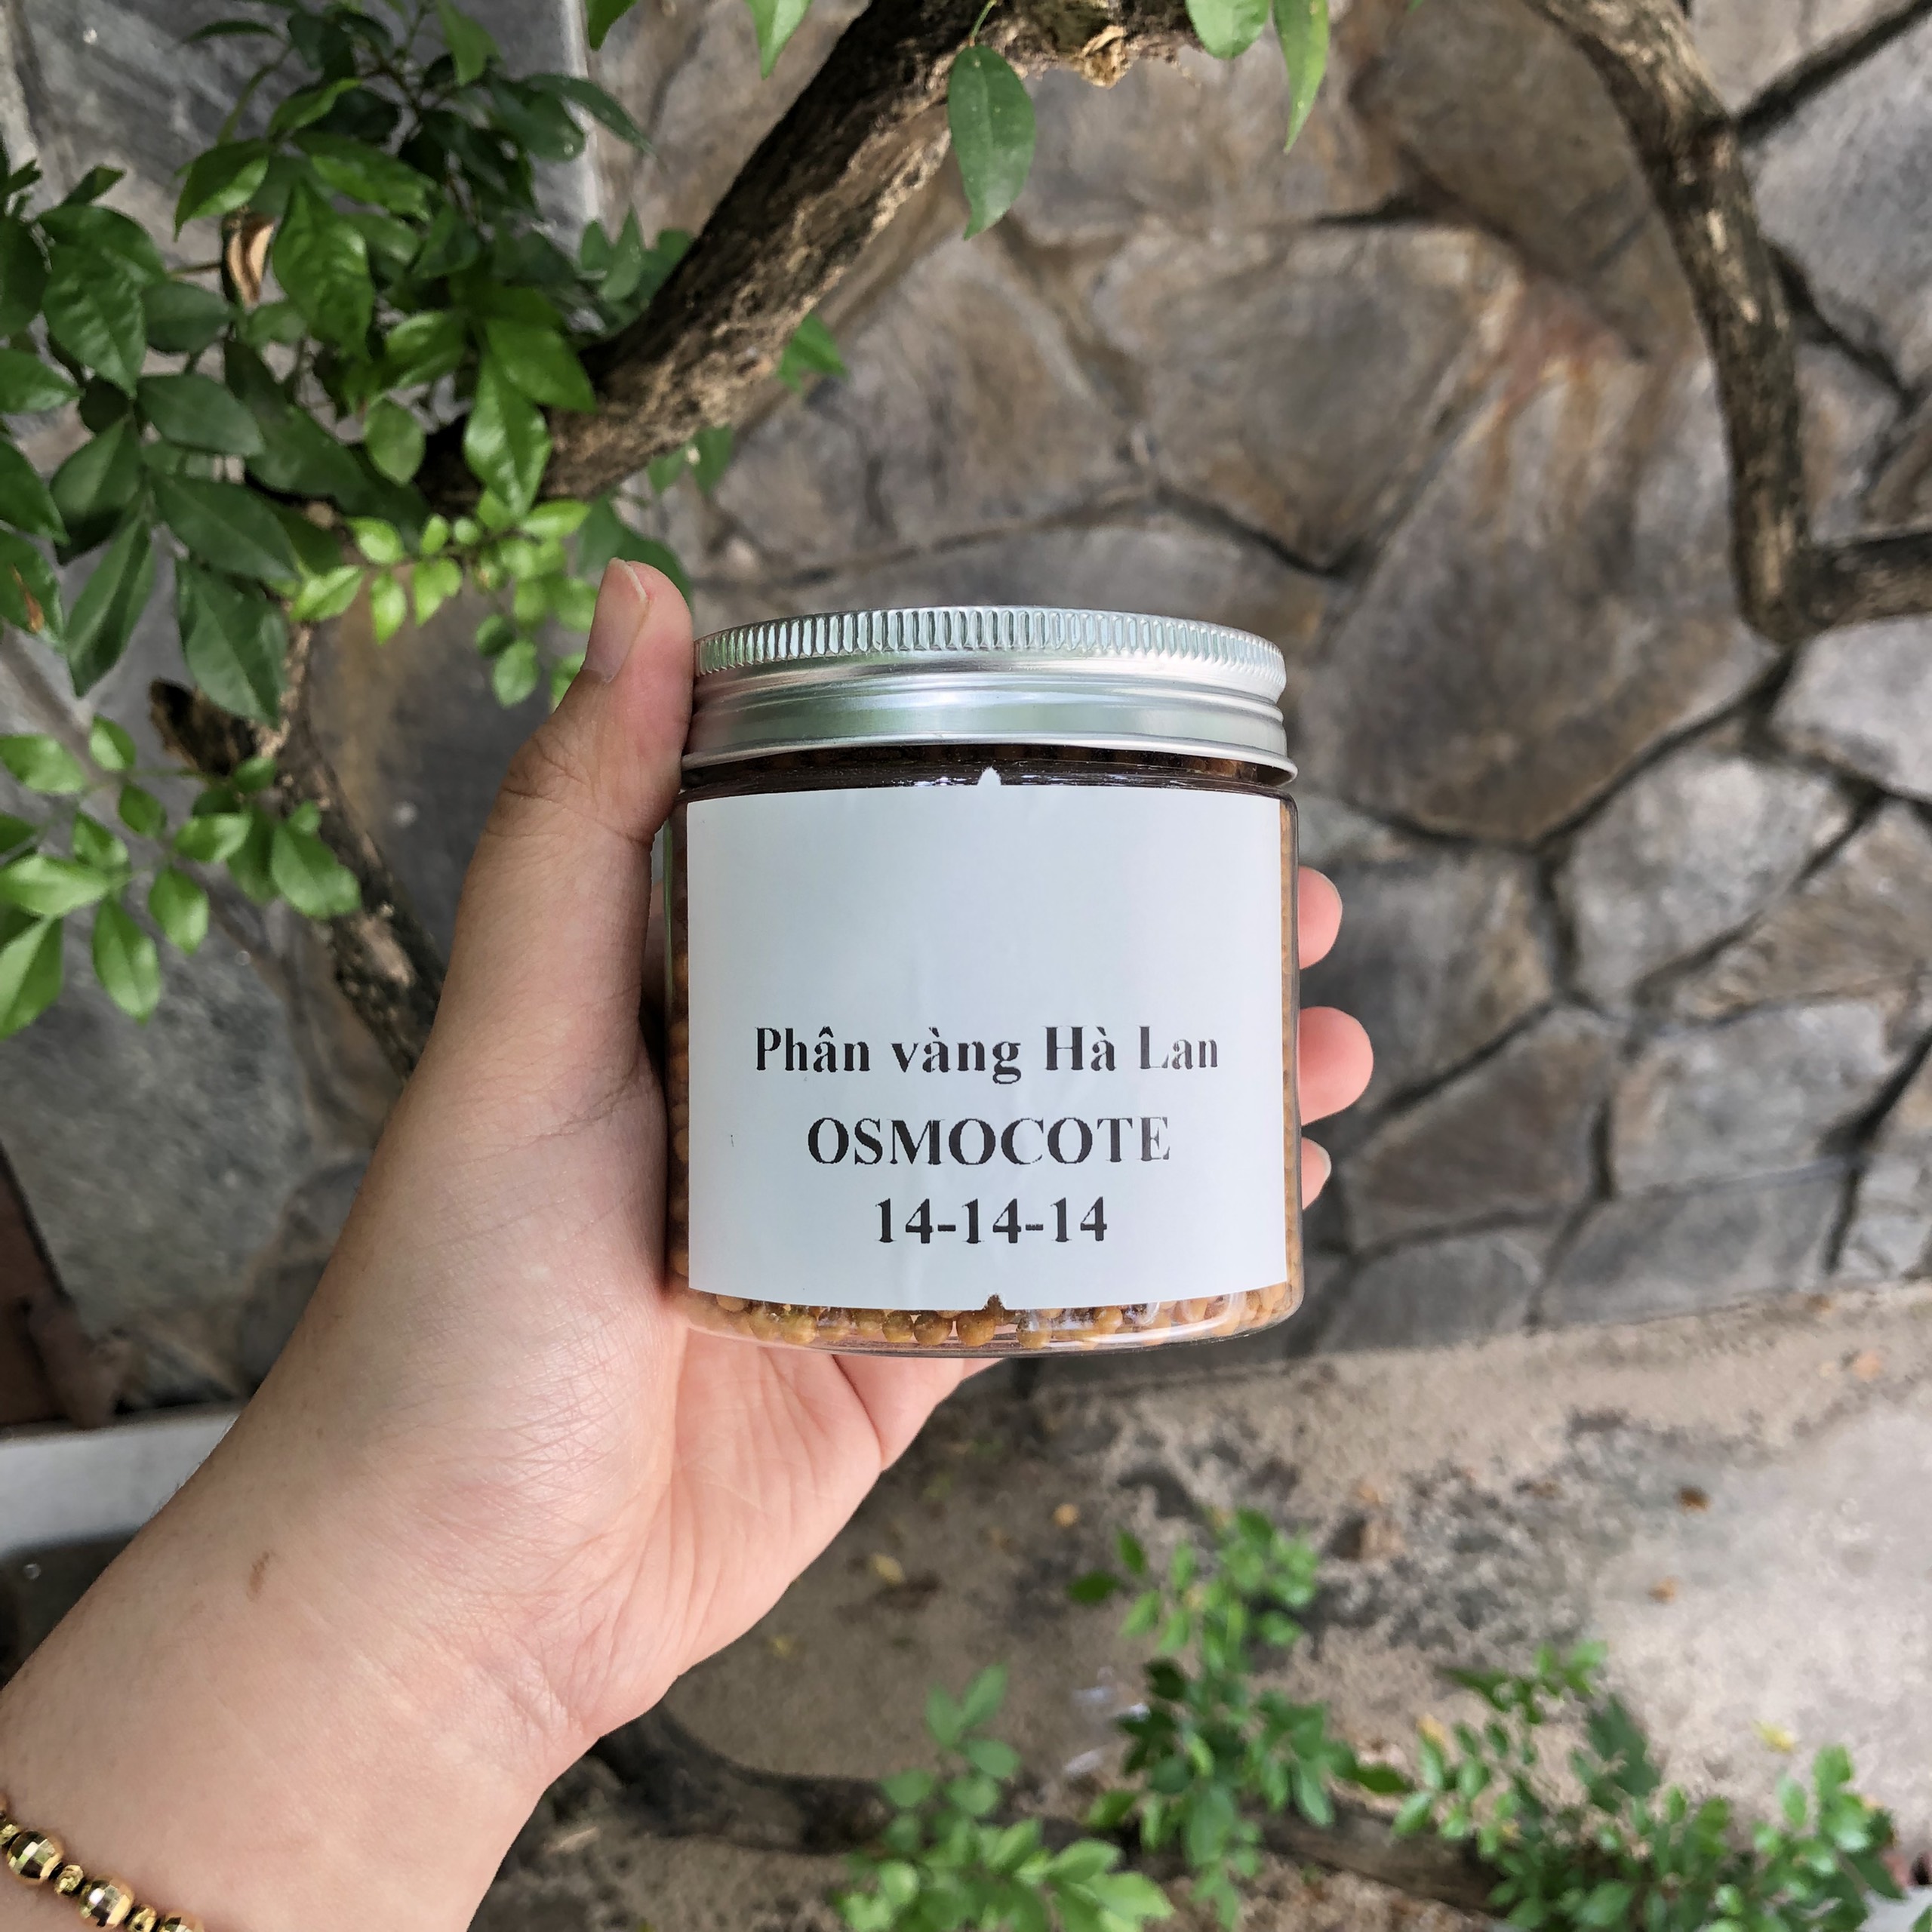 Phân vàng Hà Lan
OSMOCOTE
14-14-14